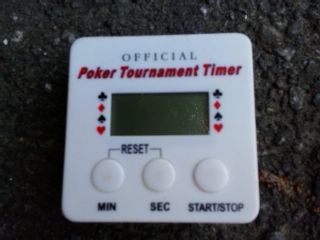 OFFICIAL
Poker Tournament Timer
RESET
MIN SEC START/STOP